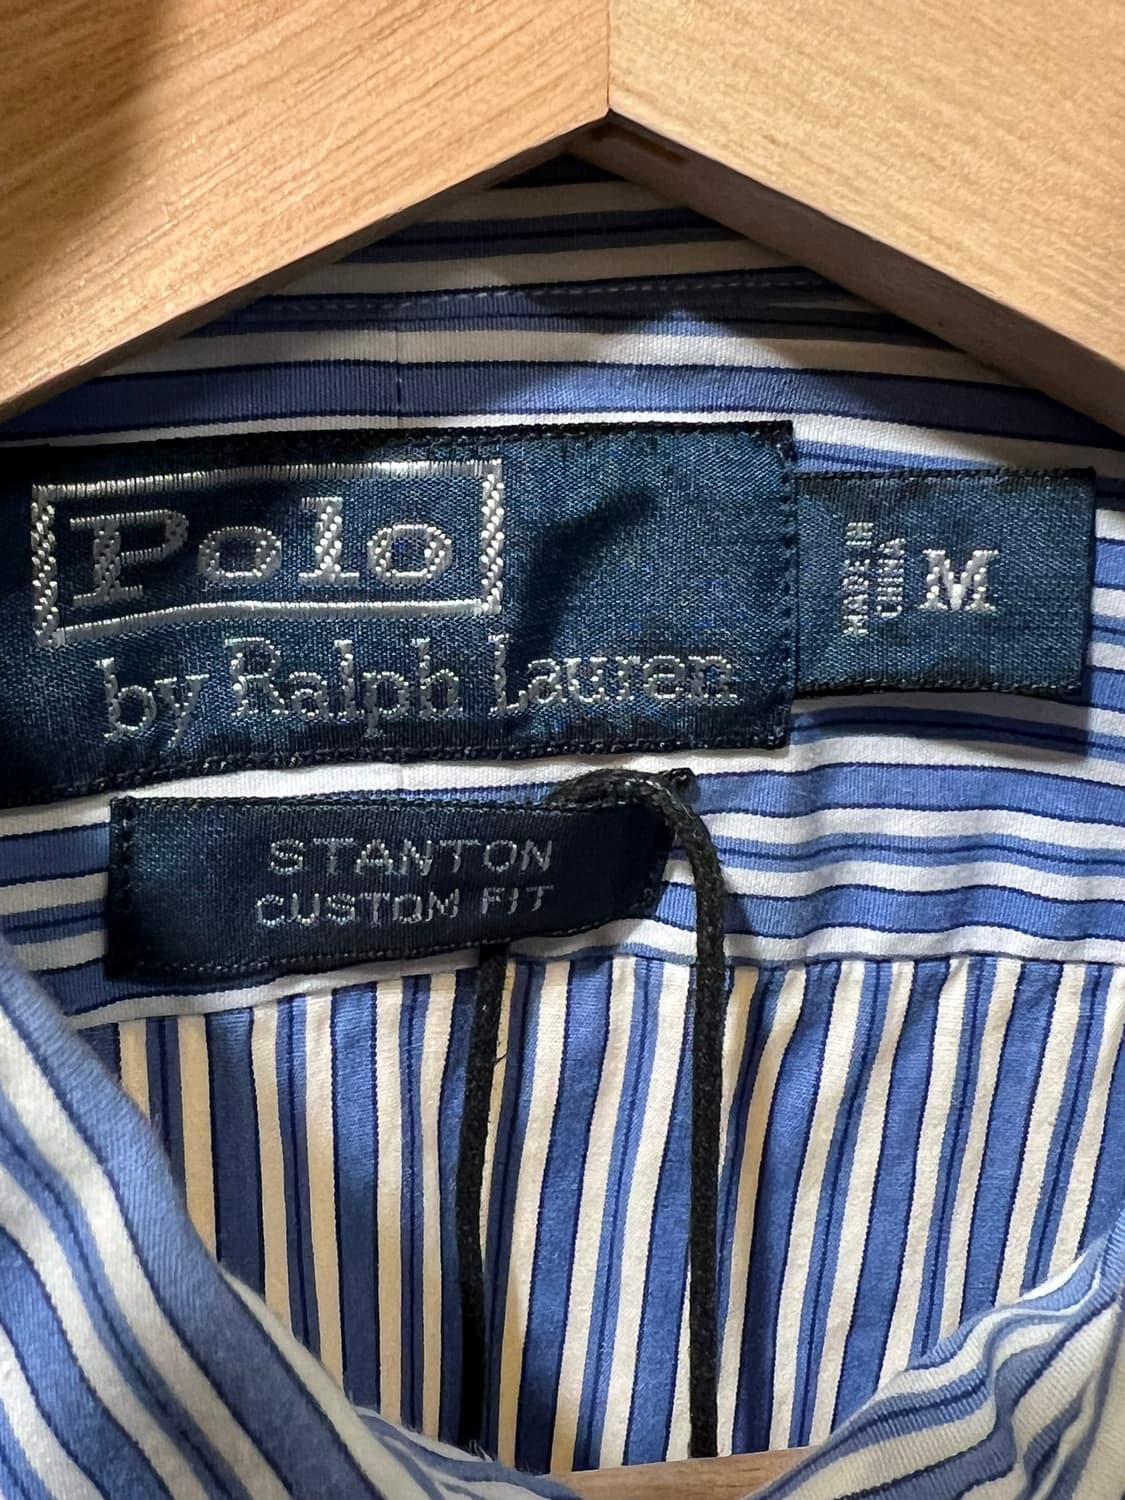 Polo
by Ralph Lauren
MADE IN
CHINA
M
STANTON
CUSTOM FIT